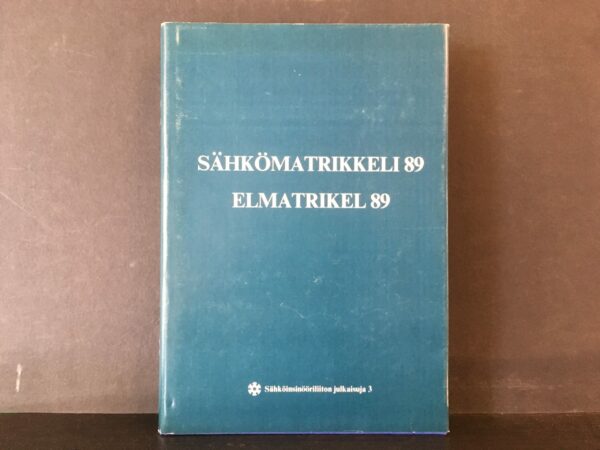 SÄHKÖMATRIKKELI 89
ELMATRIKEL 89
Sähköinsinööriliiton julkaisuja 3